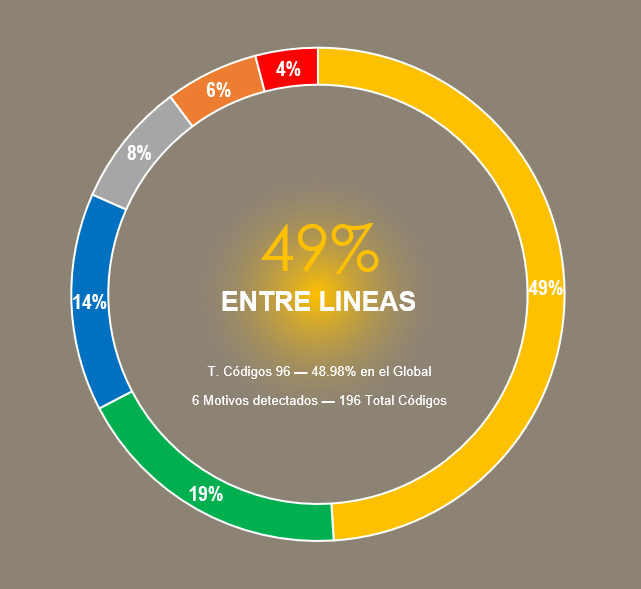 4%
6%
8%
49%
49%
ENTRE LINEAS
14%
T. Códigos 96 — 48.98% en el Global
6 Motivos detectados — 196 Total Códigos
19%